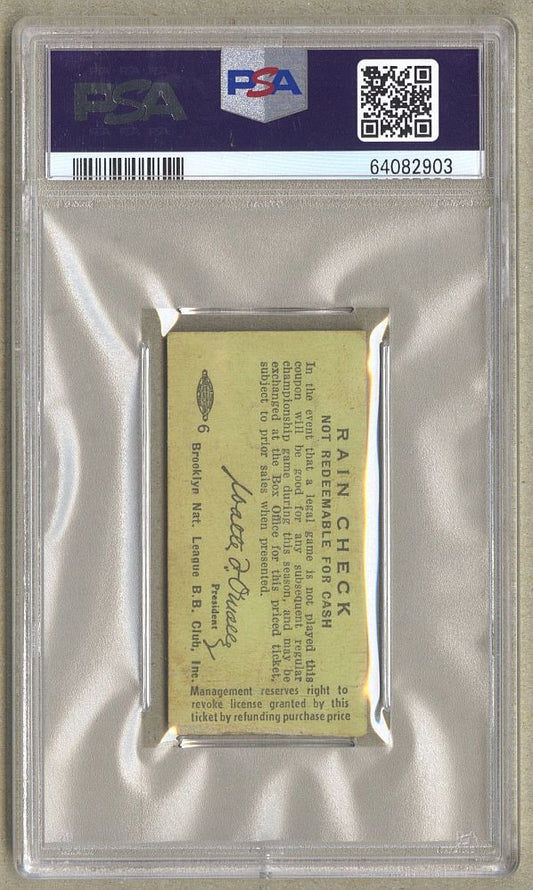 PSA
PSA
64082903
RAIN CHECK
NOT REDEEMABLE FOR CASH
In the event that a legal game is not played this
coupon will be good for any subsequent regular
championship game during this season, and may be
exchanged at the Box Office for this priced ticket,
subject to prior sales when presented.
Walter F. O'Malley
President
6 Brooklyn Nat. League B.B. Club, Inc.
Management reserves right to
revoke license granted by this
ticket by refunding purchase price